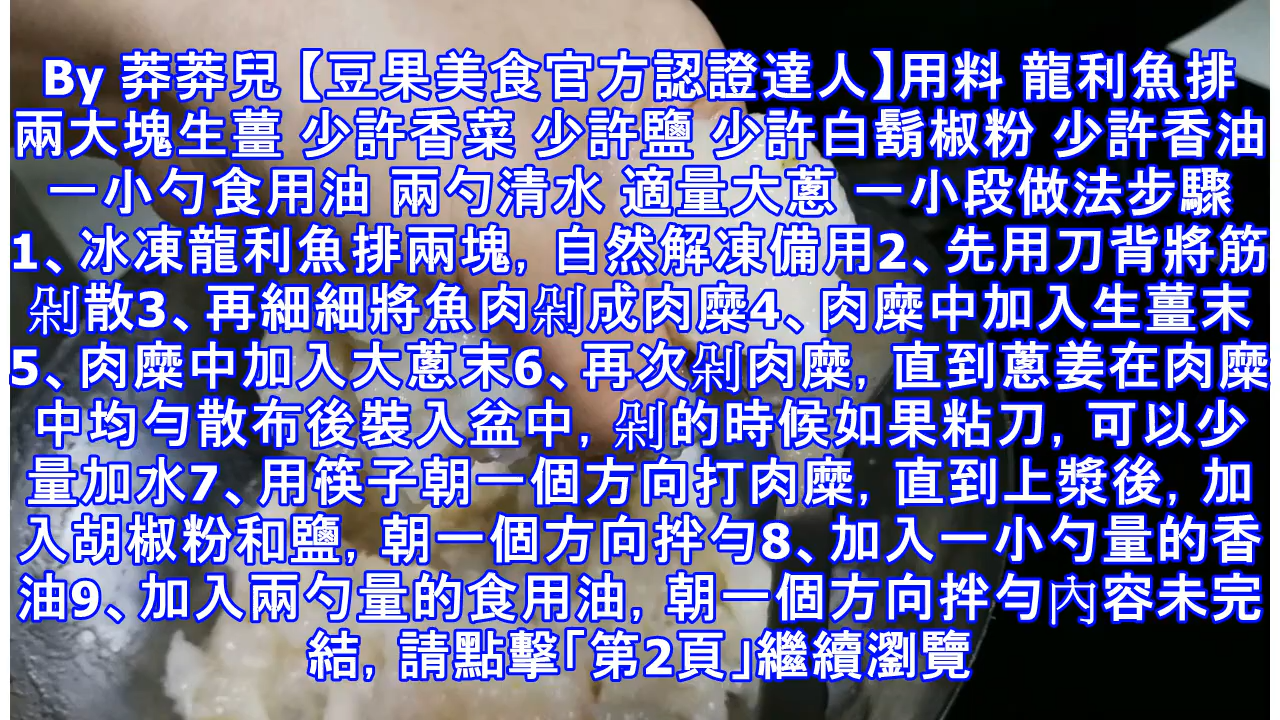 By 莽莽兒【豆果美食官方認證達人】用料 龍利魚排
兩大塊生薑 少許香菜 少許鹽 少許白鬍椒粉 少許香油
一小勺食用油 兩勺清水 適量大蔥 一小段做法步驟
1、冰凍龍利魚排兩塊, 自然解凍備用2、先用刀背將筋
剁散3、再細細將魚肉剁成肉糜4、肉糜中加入生薑末
5、肉糜中加入大蔥末6、再次剁肉糜, 直到蔥姜在肉糜
中均勻散布後裝入盆中, 剁的時候如果粘刀, 可以少
量加水7、用筷子朝一個方向打肉糜, 直到上漿後, 加
入胡椒粉和鹽, 朝一個方向拌勻8、加入一小勺量的香
油9、加入兩勺量的食用油, 朝一個方向拌勻內容未完
結, 請點擊「第2頁」繼續瀏覽